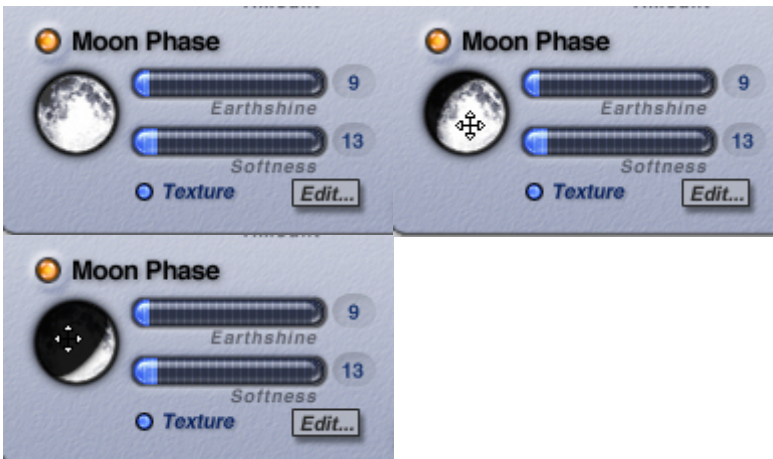 Moon Phase
9
Earthshine
13
Softness
Texture Edit...
Moon Phase
9
Earthshine
13
Softness
Texture Edit...
Moon Phase
9
Earthshine
13
Softness
Texture Edit...